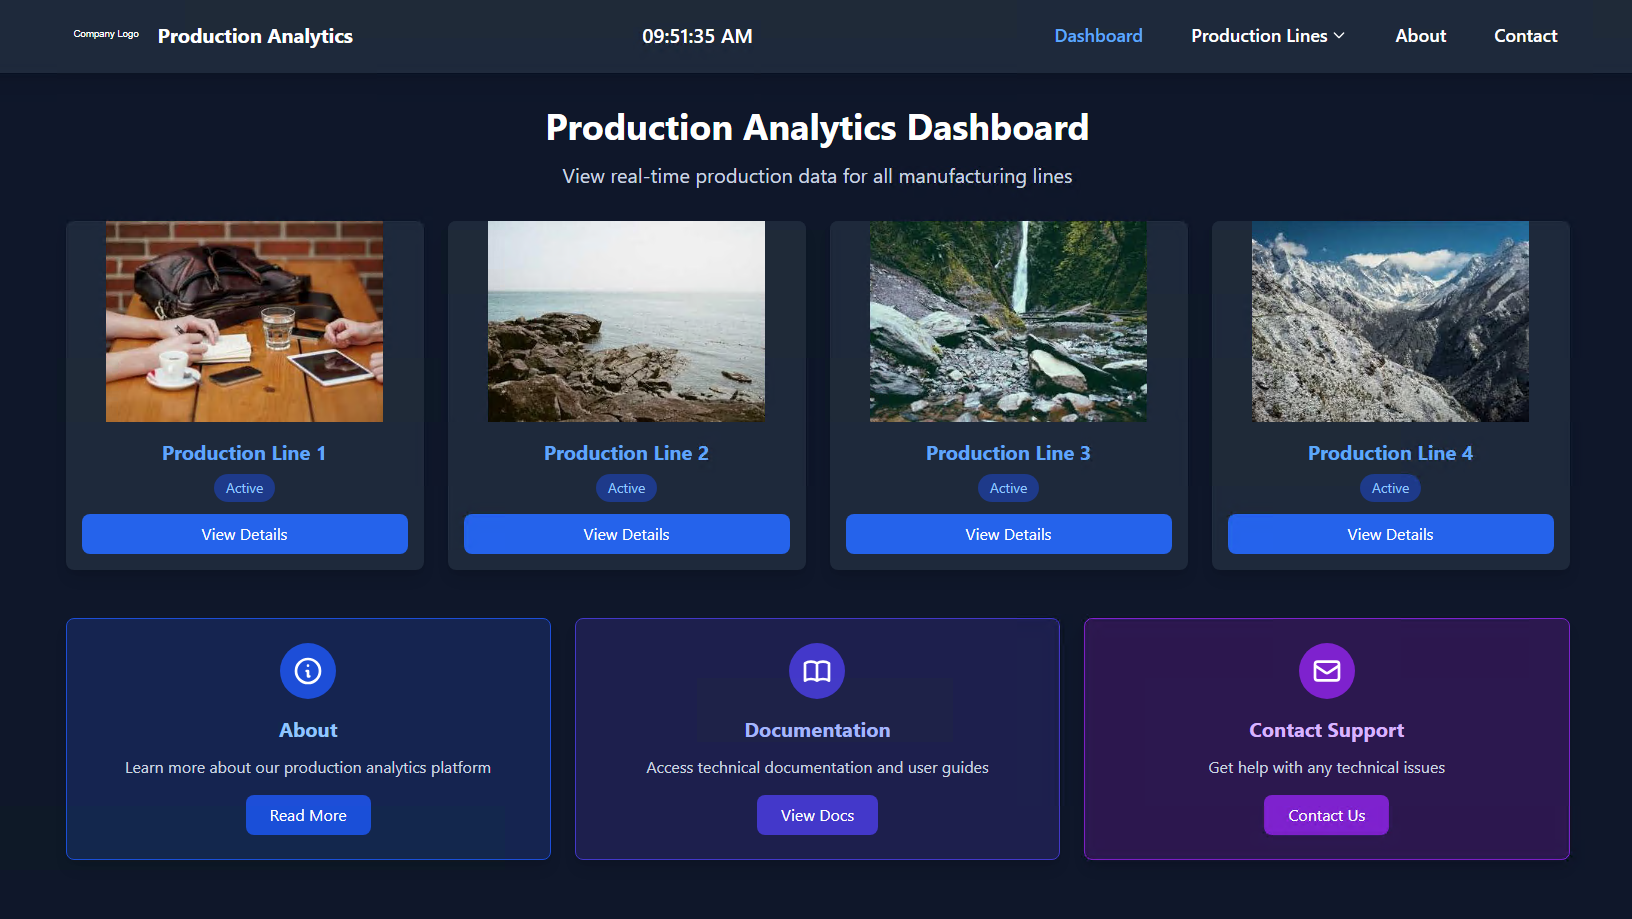 Company Logo
Production Analytics
09:51:35 AM
Dashboard
Production Lines
About
Contact
Production Analytics Dashboard
View real-time production data for all manufacturing lines
Production Line 1
Active
View Details
Production Line 2
Active
View Details
Production Line 3
Active
View Details
Production Line 4
Active
View Details
About
Learn more about our production analytics platform
Read More
Documentation
Access technical documentation and user guides
View Docs
Contact Support
Get help with any technical issues
Contact Us